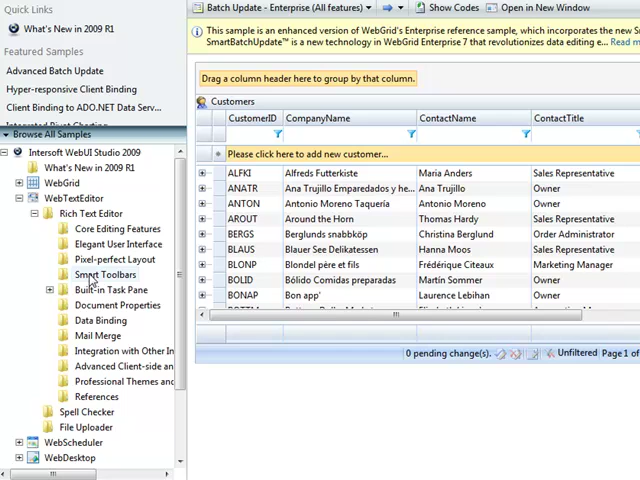 Quick Links
What's New in 2009 R1
Featured Samples
Advanced Batch Update
Hyper-responsive Client Binding
Client Binding to ADO.NET Data Serv...
Browse All Samples
Intersoft WebUI Studio 2009
What's New in 2009 R1
WebGrid
WebTextEditor
Rich Text Editor
Core Editing Features
Elegant User Interface
Pixel-perfect Layout
Smart Toolbars
Built-in Task Pane
Document Properties
Data Binding
Mail Merge
Integration with Other In
Advanced Client-side an
Professional Themes and
References
Spell Checker
File Uploader
WebScheduler
WebDesktop
Batch Update - Enterprise (All features)
Show Codes
Open in New Window
This sample is an enhanced version of WebGrid's Enterprise reference sample, which incorporates the new S
SmartBatchUpdate™ is a new technology in WebGrid Enterprise 7 that revolutionizes data editing e... Read m
Drag a column header here to group by that column.
Customers
CustomerID CompanyName ContactName ContactTitle
Please click here to add new customer...
ALFKI Alfreds Futterkiste Maria Anders Sales Representative
ANATR Ana Trujillo Emparedados y he... Ana Trujillo Owner
ANTON Antonio Moreno Taquería Antonio Moreno Owner
AROUT Around the Horn Thomas Hardy Sales Representative
BERGS Berglunds snabbköp Christina Berglund Order Administrator
BLAUS Blauer See Delikatessen Hanna Moos Sales Representative
BLONP Blondel père et fils Frédérique Citeaux Marketing Manager
BOLID Bólido Comidas preparadas Martín Sommer Owner
BONAP Bon app' Laurence Lebihan Owner
0 pending change(s). Unfiltered Page 1 of